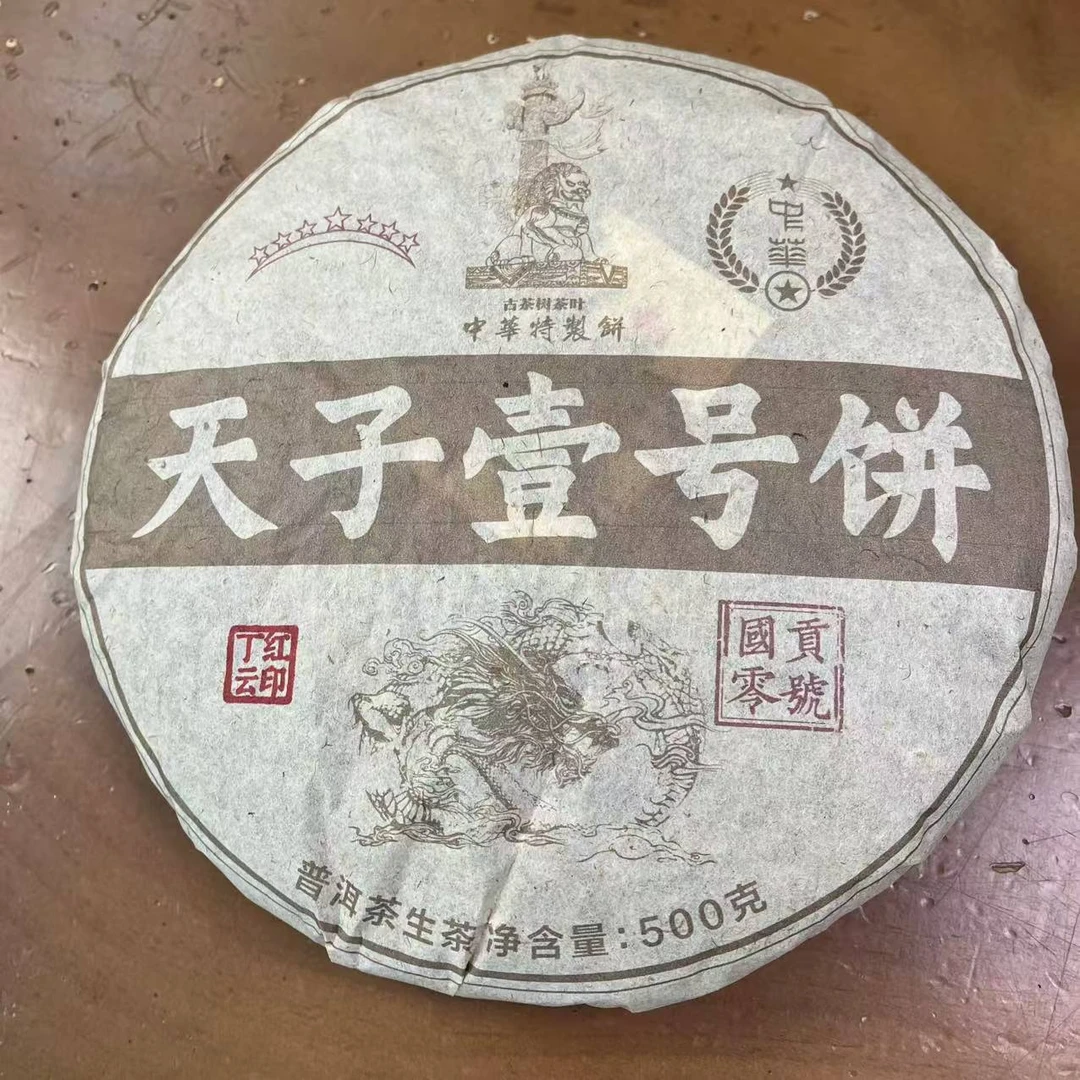 中華
古茶树茶叶
中華特製餅
天子壹号饼
红印
丁云
貢號
國零
普洱茶生茶净含量:500克